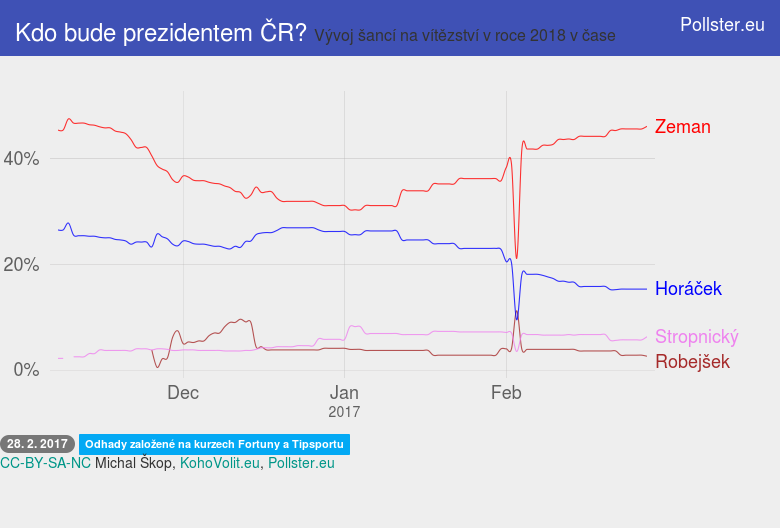 Kdo bude prezidentem ČR? Vývoj šancí na vítězství v roce 2018 v čase
Pollster.eu
Zeman
40%
20%
Horáček
Stropnický
Robejšek
0%
Dec
Jan
Feb
2017
28. 2. 2017 Odhady založené na kurzech Fortuny a Tipsportu
CC-BY-SA-NC Michal Škop, KohoVolit.eu, Pollster.eu